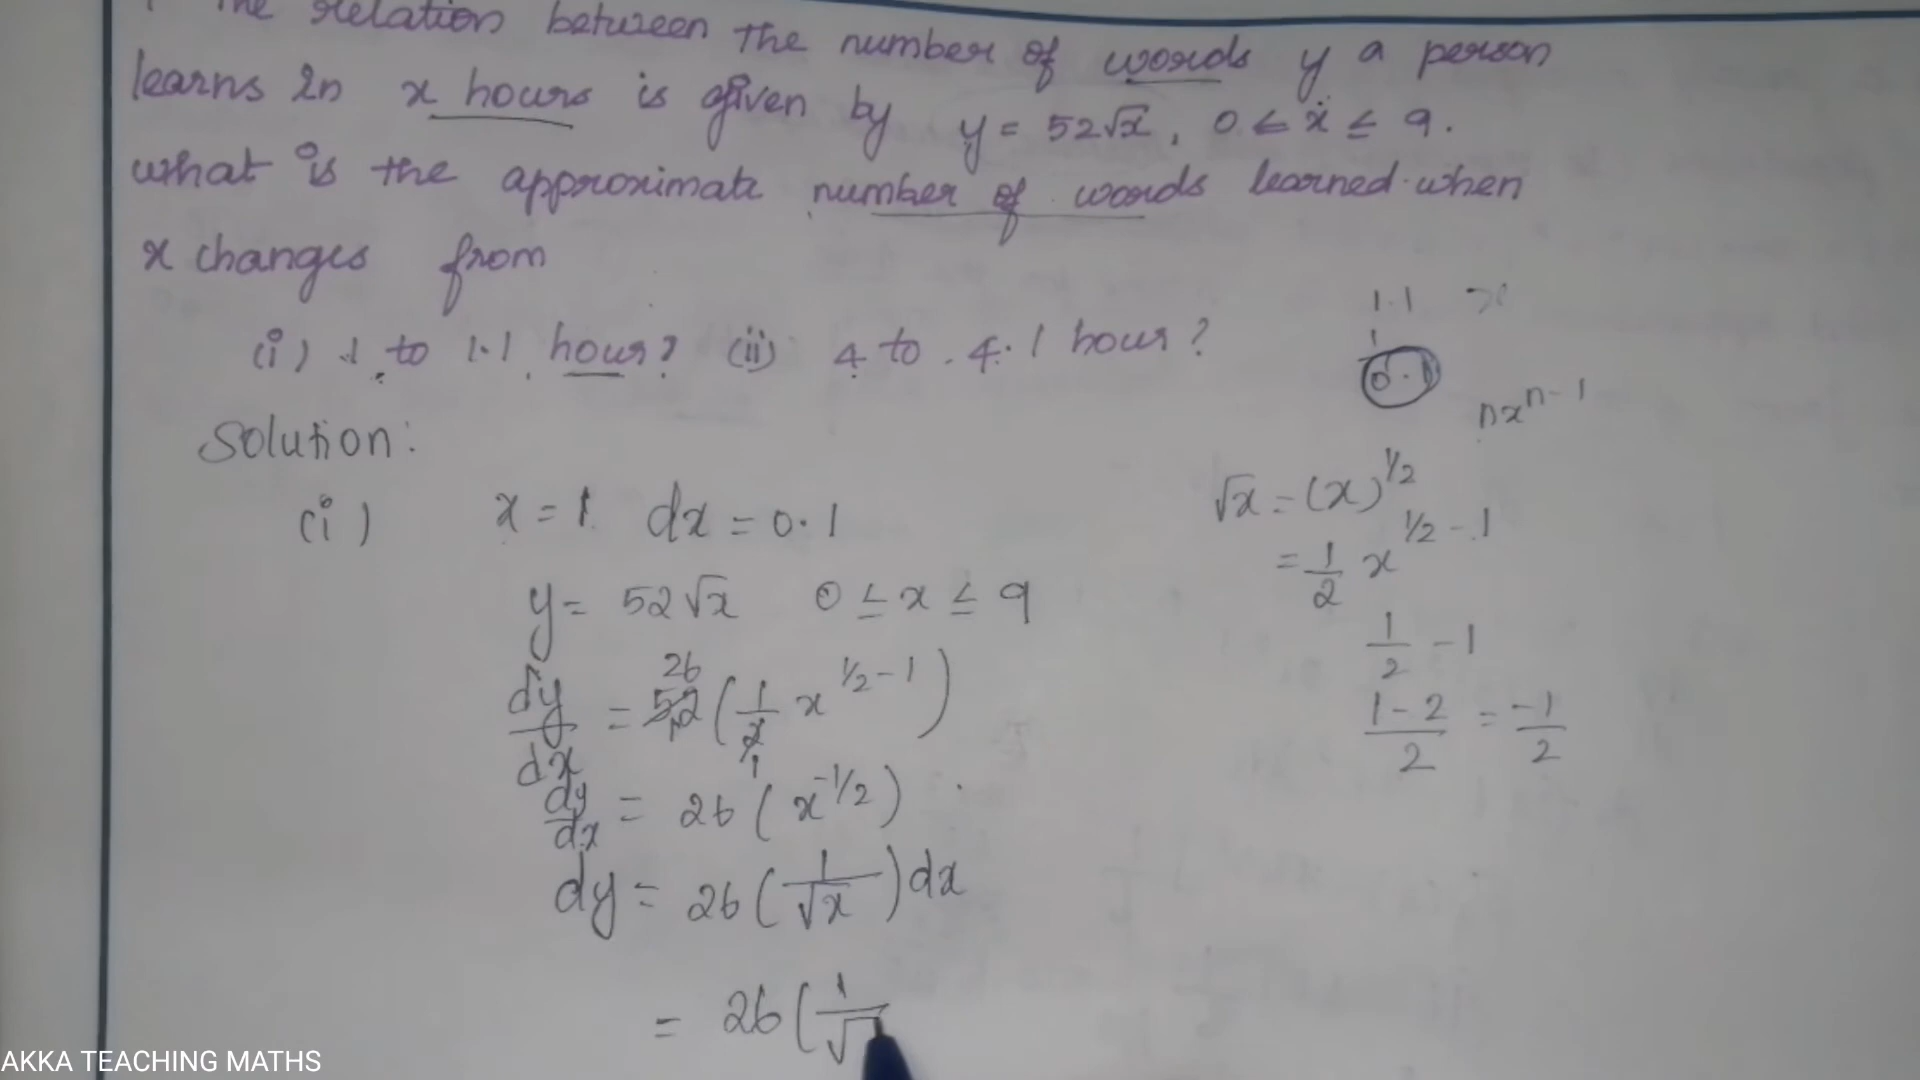 The relation between the number of words y a person
learns in x hours is given by y = 52√x, 0 ≤ x ≤ 9.
what is the approximate number of words learned when
x changes from
(i) 1 to 1.1 hour? (ii) 4 to 4.1 hour?
1.1
1
0.1
nx^n-1
Solution:
(i) x = 1 dx = 0.1
y = 52√x 0 ≤ x ≤ 9
dy/dx = 52 (1/2 x^1/2-1)
26
1
dy/dx = 26 (x^-1/2)
dy = 26 (1/√x) dx
= 26 (1/√
√x = (x)^1/2
= 1/2 x^1/2-1
1/2 - 1
1-2/2 = -1/2
AKKA TEACHING MATHS